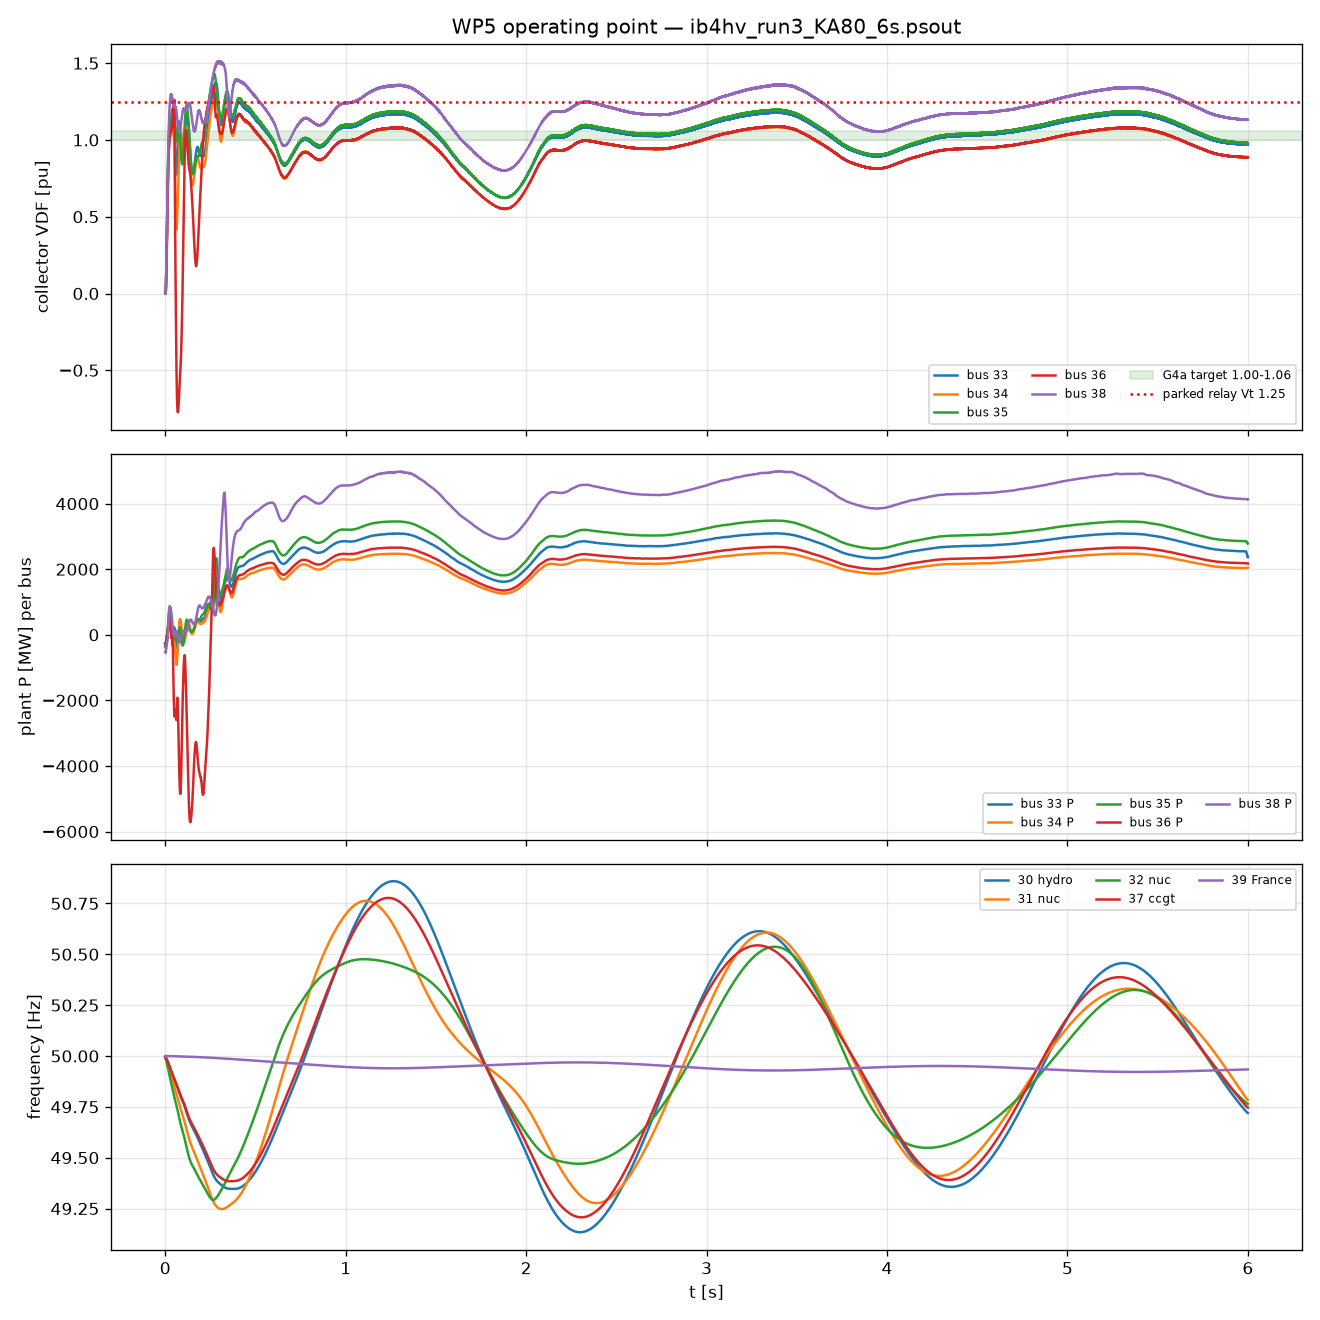 WP5 operating point — ib4hv_run3_KA80_6s.psout
collector VDF [pu]
1.5
1.0
0.5
0.0
−0.5
bus 33
bus 34
bus 35
bus 36
bus 38
G4a target 1.00-1.06
parked relay Vt 1.25
plant P [MW] per bus
4000
2000
0
−2000
−4000
−6000
bus 33 P
bus 34 P
bus 35 P
bus 36 P
bus 38 P
frequency [Hz]
50.75
50.50
50.25
50.00
49.75
49.50
49.25
30 hydro
31 nuc
32 nuc
37 ccgt
39 France
0 1 2 3 4 5 6
t [s]